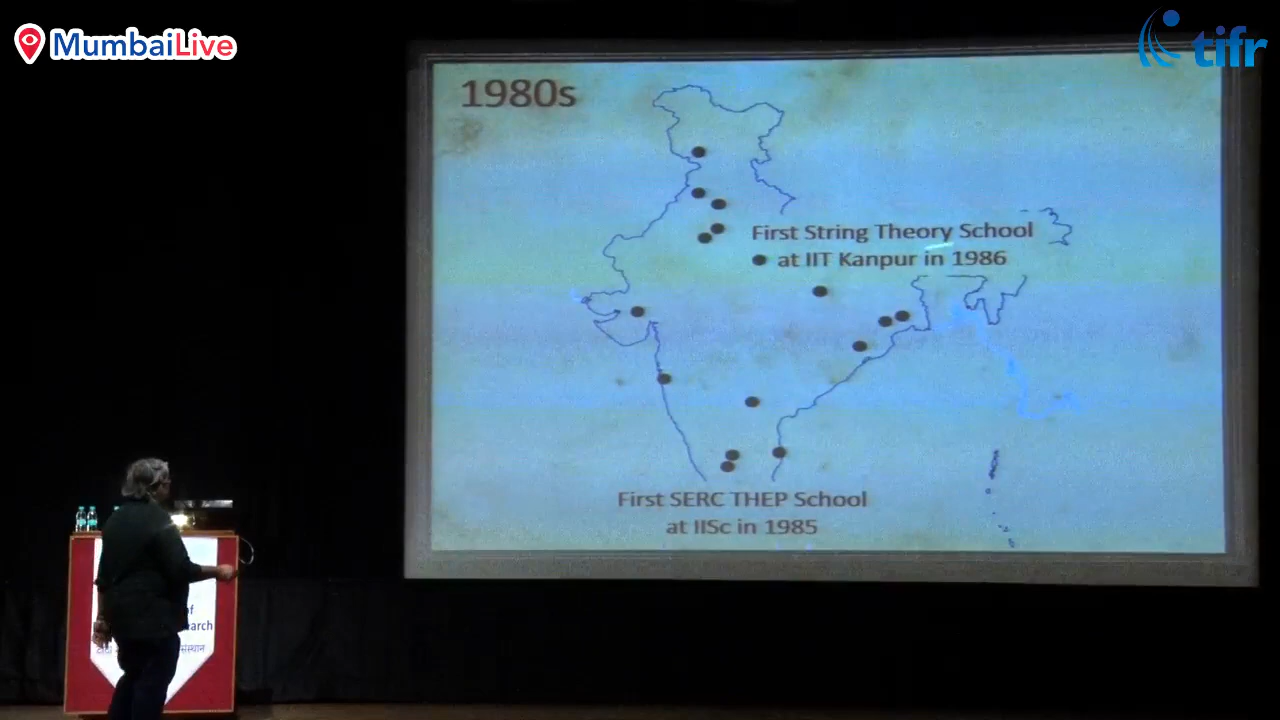 MumbaiLive
tifr
1980s
First String Theory School
at IIT Kanpur in 1986
First SERC THEP School
at IISc in 1985
of
संस्थान